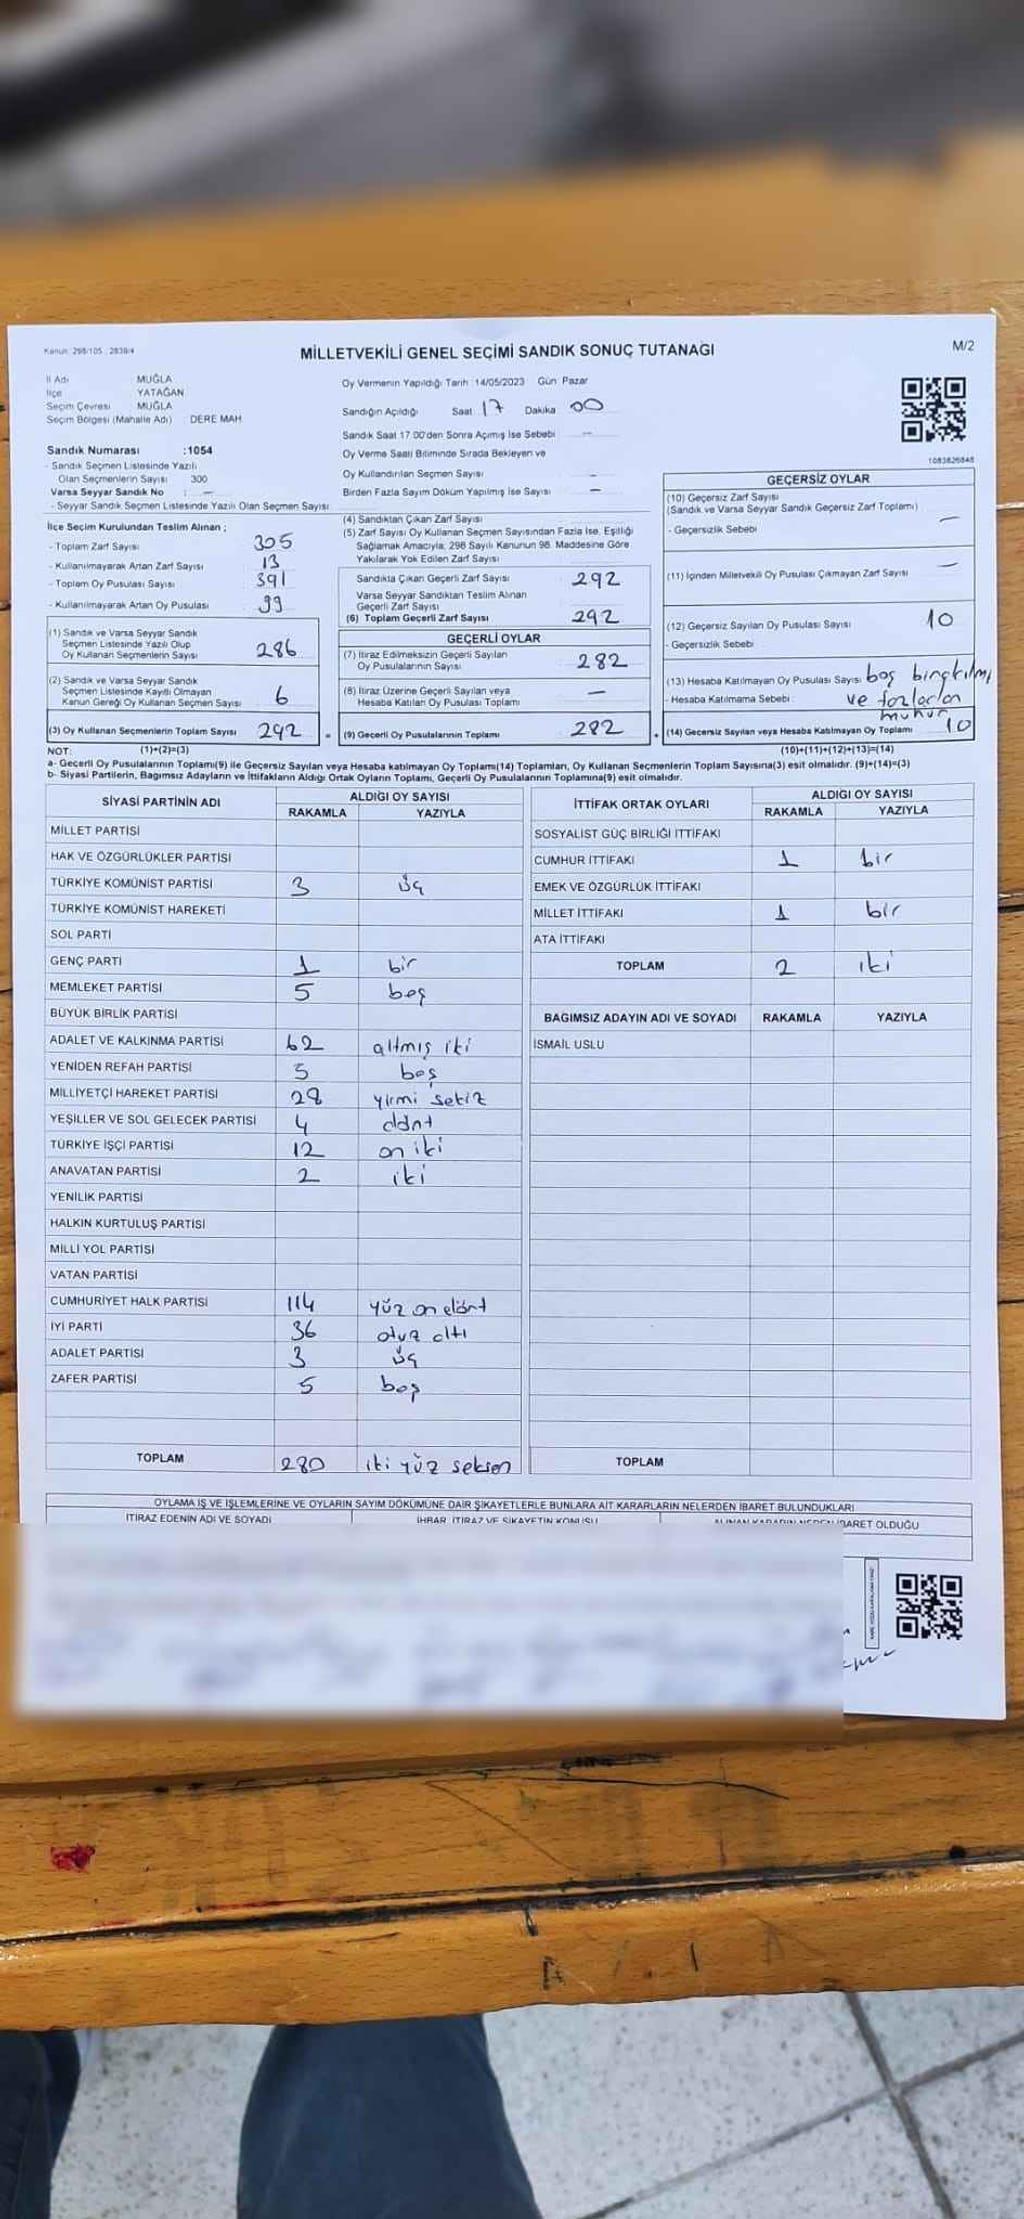 Kanun: 298/105 ; 2839/4
MİLLETVEKİLİ GENEL SEÇİMİ SANDIK SONUÇ TUTANAĞI
M/2
İl Adı MUĞLA
İlçe YATAĞAN
Seçim Çevresi MUĞLA
Seçim Bölgesi (Mahalle Adı) DERE MAH
Oy Vermenin Yapıldığı Tarih :14/05/2023 Gün: Pazar
Sandığın Açıldığı Saat 17 Dakika 00
Sandık Saat 17.00'den Sonra Açımış İse Sebebi —
Oy Verme Saati Bitiminde Sırada Bekleyen ve
Oy Kullandırılan Seçmen Sayısı —
Birden Fazla Sayım Döküm Yapılmış İse Sayısı —
1083826848
Sandık Numarası :1054
- Sandık Seçmen Listesinde Yazılı
Olan Seçmenlerin Sayısı 300
Varsa Seyyar Sandık No : —
- Seyyar Sandık Seçmen Listesinde Yazılı Olan Seçmen Sayısı
İlçe Seçim Kurulundan Teslim Alınan ;
- Toplam Zarf Sayısı 305
- Kullanılmayarak Artan Zarf Sayısı 13
- Toplam Oy Pusulası Sayısı 391
- Kullanılmayarak Artan Oy Pusulası 99
(1) Sandık ve Varsa Seyyar Sandık
Seçmen Listesinde Yazılı Olup
Oy Kullanan Seçmenlerin Sayısı 286
(2) Sandık ve Varsa Seyyar Sandık
Seçmen Listesinde Kayıtlı Olmayan
Kanun Gereği Oy Kullanan Seçmen Sayısı 6
(3) Oy Kullanan Seçmenlerin Toplam Sayısı 292
(4) Sandıktan Çıkan Zarf Sayısı
(5) Zarf Sayısı Oy Kullanan Seçmen Sayısından Fazla İse, Eşitliği
Sağlamak Amacıyla; 298 Sayılı Kanunun 98. Maddesine Göre
Yakılarak Yok Edilen Zarf Sayısı
Sandıkta Çıkan Geçerli Zarf Sayısı 292
Varsa Seyyar Sandıktan Teslim Alınan
Geçerli Zarf Sayısı
(6) Toplam Geçerli Zarf Sayısı 292
GEÇERLİ OYLAR
(7) İtiraz Edilmeksizin Geçerli Sayılan
Oy Pusulalarının Sayısı 282
(8) İtiraz Üzerine Geçerli Sayılan veya
Hesaba Katılan Oy Pusulası Toplamı —
= (9) Geçerli Oy Pusulalarının Toplamı 282
GEÇERSİZ OYLAR
(10) Geçersiz Zarf Sayısı
(Sandık ve Varsa Seyyar Sandık Geçersiz Zarf Toplamı) —
- Geçersizlik Sebebi
(11) İçinden Milletvekili Oy Pusulası Çıkmayan Zarf Sayısı —
(12) Geçersiz Sayılan Oy Pusulası Sayısı 10
- Geçersizlik Sebebi
(13) Hesaba Katılmayan Oy Pusulası Sayısı boş
- Hesaba Katılmama Sebebi : ve fazladan
mühür
+ (14) Gecersiz Sayılan veya Hesaba Katılmayan Oy Toplamı 10
NOT: (1)+(2)=(3) (10)+(11)+(12)+(13)=(14)
a- Geçerli Oy Pusulasının Toplamı(9) ile Geçersiz Sayılan veya Hesaba katılmayan Oy Toplamı(14) Toplamları, Oy Kullanan Seçmenlerin Toplam Sayısına(3) eşit olmalıdır. (9)+(14)=(3)
b- Siyasi Partilerin, Bağımsız Adayların ve İttifakların Aldığı Ortak Oyların Toplamı, Geçerli Oy Pusulalarının Toplamına(9) eşit olmalıdır.
SİYASİ PARTİNİN ADI ALDIĞI OY SAYISI
RAKAMLA YAZIYLA
MİLLET PARTİSİ
HAK VE ÖZGÜRLÜKLER PARTİSİ
TÜRKİYE KOMÜNİST PARTİSİ 3 üç
TÜRKİYE KOMÜNİST HAREKETİ
SOL PARTİ
GENÇ PARTİ 1 bir
MEMLEKET PARTİSİ 5 beş
BÜYÜK BİRLİK PARTİSİ
ADALET VE KALKINMA PARTİSİ 62 altmış iki
YENİDEN REFAH PARTİSİ 5 beş
MİLLİYETÇİ HAREKET PARTİSİ 28 yirmi sekiz
YEŞİLLER VE SOL GELECEK PARTİSİ 4 dört
TÜRKİYE İŞÇİ PARTİSİ 12 on iki
ANAVATAN PARTİSİ 2 iki
YENİLİK PARTİSİ
HALKIN KURTULUŞ PARTİSİ
MİLLİ YOL PARTİSİ
VATAN PARTİSİ
CUMHURİYET HALK PARTİSİ 114 yüz on dört
İYİ PARTİ 36 otuz altı
ADALET PARTİSİ 3 üç
ZAFER PARTİSİ 5 beş
TOPLAM 280 iki yüz seksen
İTTİFAK ORTAK OYLARI ALDIĞI OY SAYISI
RAKAMLA YAZIYLA
SOSYALİST GÜÇ BİRLİĞİ İTTİFAKI
CUMHUR İTTİFAKI 1 bir
EMEK VE ÖZGÜRLÜK İTTİFAKI
MİLLET İTTİFAKI 1 bir
ATA İTTİFAKI
TOPLAM 2 iki
BAĞIMSIZ ADAYIN ADI VE SOYADI RAKAMLA YAZIYLA
İSMAİL USLU
TOPLAM
OYLAMA İŞ VE İŞLEMLERİNE VE OYLARIN SAYIM DÖKÜMÜNE DAİR ŞİKAYETLERLE BUNLARA AİT KARARLARIN NELERDEN İBARET BULUNDUKLARI
İTİRAZ EDENİN ADI VE SOYADI İHBAR, İTİRAZ VE ŞİKAYETİN KONUSU ALINAN KARARIN NEDEN İBARET OLDUĞU